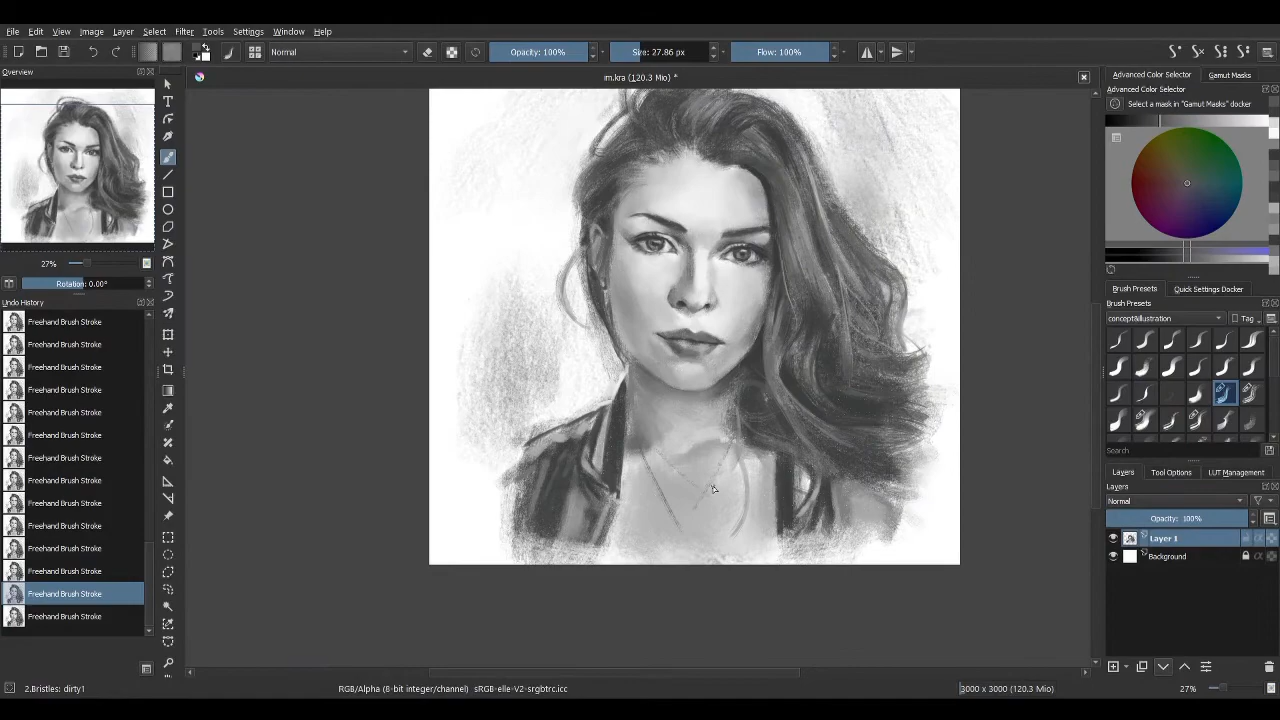 File Edit View Image Layer Select Filter Tools Settings Window Help
Normal Opacity: 100% Size: 27.86 px Flow: 100%
Overview
m.kra (120.3 Mio) *
Advanced Color Selector Gamut Masks
Advanced Color Selector
Select a mask in "Gamut Masks" docker
27%
Rotation: 0.00°
Undo History
Freehand Brush Stroke
Freehand Brush Stroke
Freehand Brush Stroke
Freehand Brush Stroke
Freehand Brush Stroke
Freehand Brush Stroke
Freehand Brush Stroke
Freehand Brush Stroke
Freehand Brush Stroke
Freehand Brush Stroke
Freehand Brush Stroke
Freehand Brush Stroke
Freehand Brush Stroke
Freehand Brush Stroke
Brush Presets Quick Settings Docker
Brush Presets
concept&illustration Tag
Search
Layers Tool Options LUT Management
Layers
Normal
Opacity: 100%
Layer 1
Background
2.Bristles: dirty1
RGB/Alpha (8-bit integer/channel) sRGB-elle-V2-srgbtrc.icc
3000 x 3000 (120.3 Mio)
27%